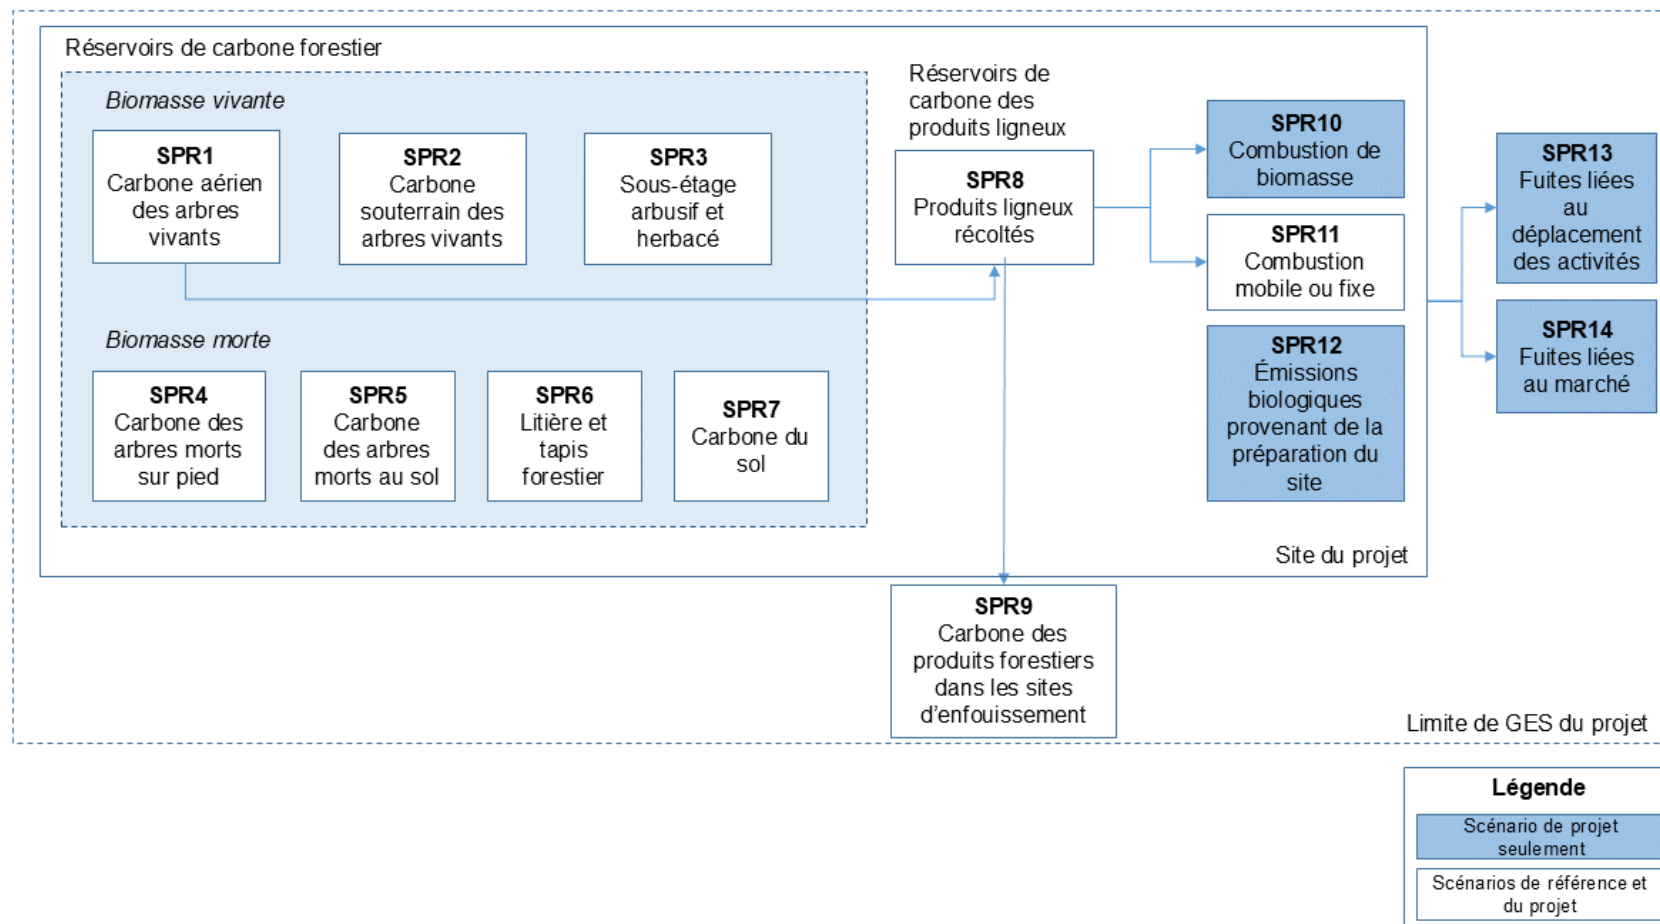 Réservoirs de carbone forestier
Biomasse vivante
SPR1
Carbone aérien
des arbres
vivants
SPR2
Carbone
souterrain des
arbres vivants
SPR3
Sous-étage
arbusif et
herbacé
Biomasse morte
SPR4
Carbone des
arbres morts
sur pied
SPR5
Carbone
des arbres
morts au sol
SPR6
Litière et
tapis
forestier
SPR7
Carbone du
sol
Réservoirs de
carbone des
produits ligneux
SPR8
Produits ligneux
récoltés
SPR10
Combustion de
biomasse
SPR11
Combustion
mobile ou fixe
SPR12
Émissions
biologiques
provenant de la
préparation du
site
Site du projet
SPR13
Fuites liées
au
déplacement
des activités
SPR14
Fuites liées
au marché
SPR9
Carbone des
produits forestiers
dans les sites
d'enfouissement
Limite de GES du projet
Légende
Scénario de projet
seulement
Scénarios de référence et
du projet